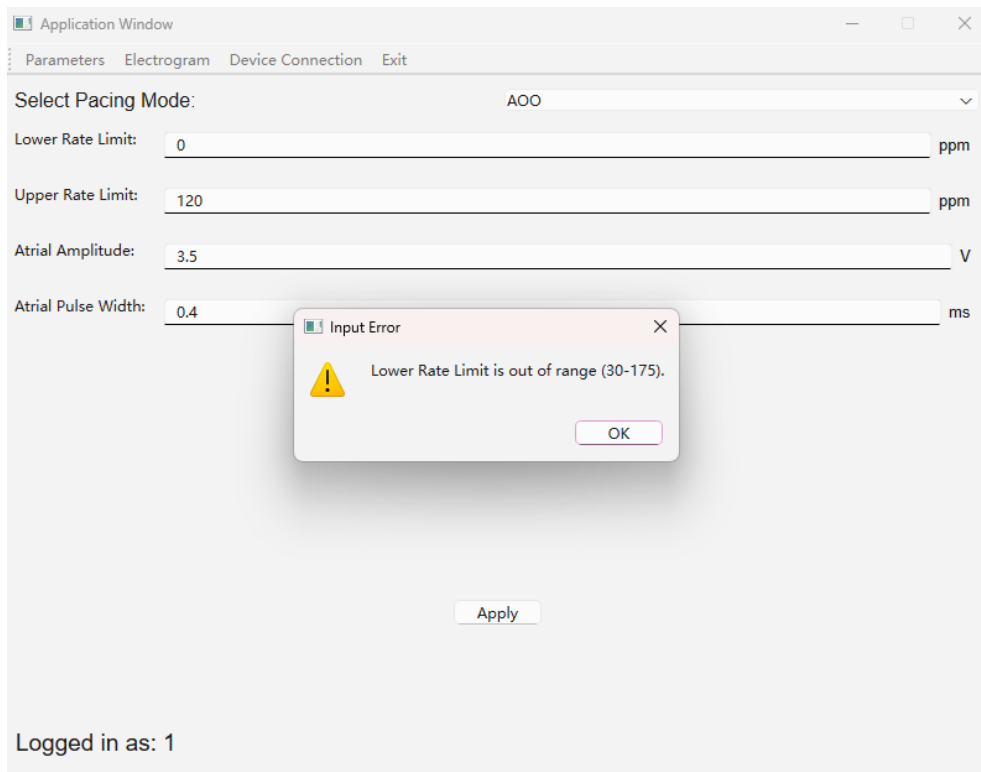 Application Window
Parameters Electrogram Device Connection Exit
Select Pacing Mode: AOO
Lower Rate Limit: 0 ppm
Upper Rate Limit: 120 ppm
Atrial Amplitude: 3.5 V
Atrial Pulse Width: 0.4 ms
Input Error
Lower Rate Limit is out of range (30-175).
OK
Apply
Logged in as: 1